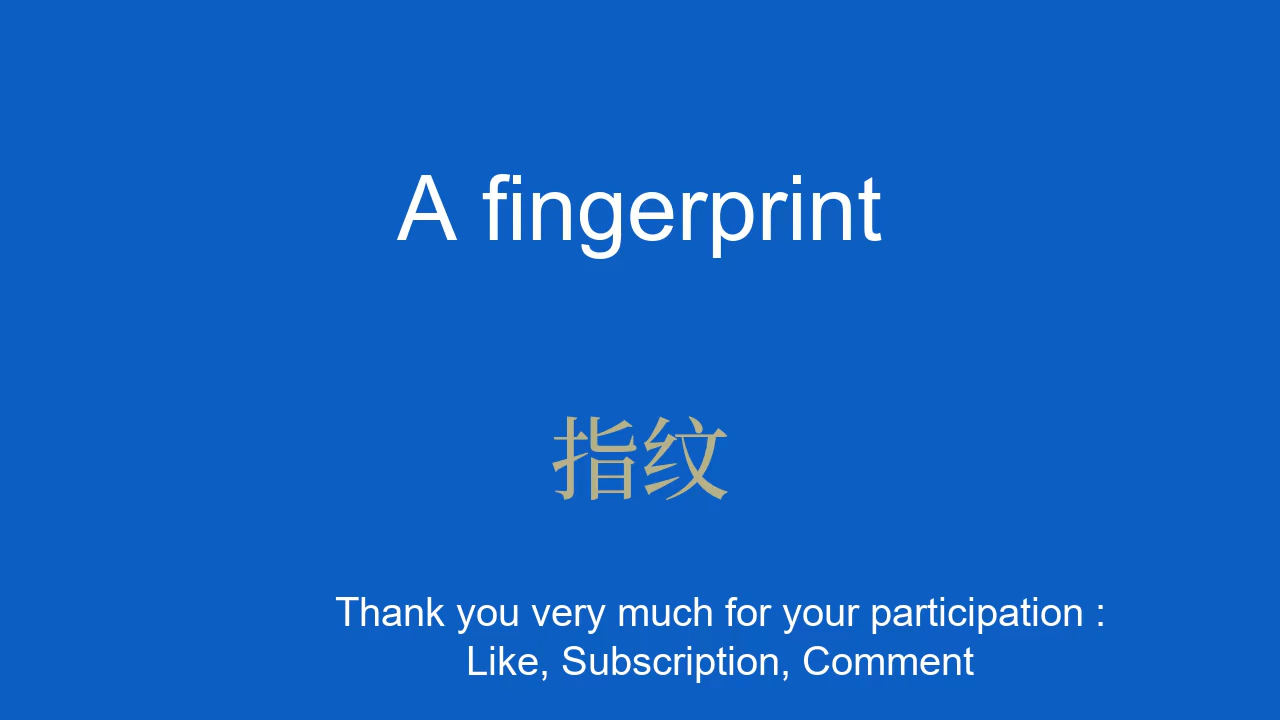 A fingerprint
指纹
Thank you very much for your participation :
Like, Subscription, Comment